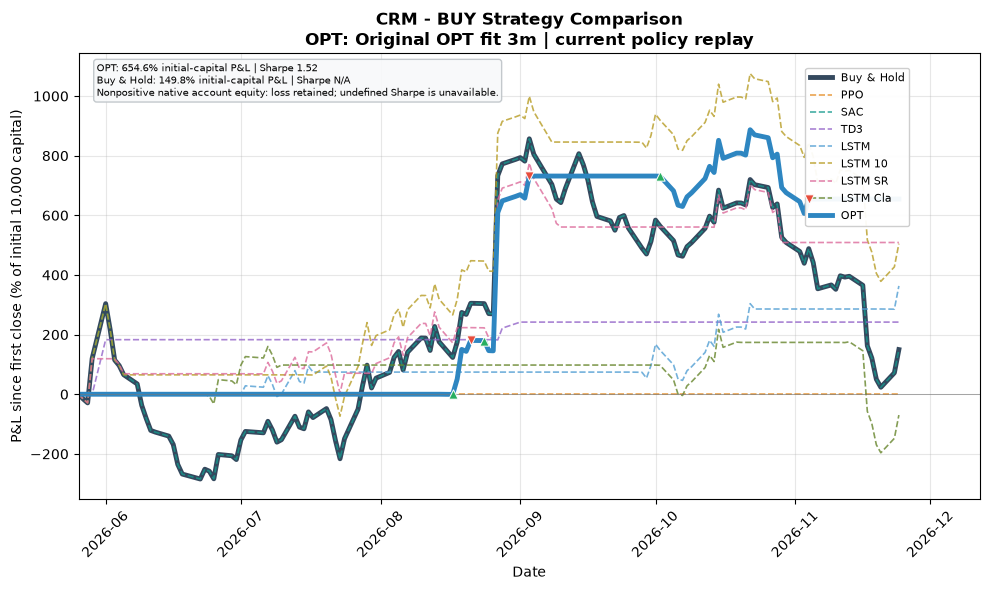 CRM - BUY Strategy Comparison
OPT: Original OPT fit 3m | current policy replay
OPT: 654.6% initial-capital P&L | Sharpe 1.52
Buy & Hold: 149.8% initial-capital P&L | Sharpe N/A
Nonpositive native account equity: loss retained; undefined Sharpe is unavailable.
Buy & Hold
PPO
SAC
TD3
LSTM
LSTM 10
LSTM SR
LSTM Cla
OPT
P&L since first close (% of initial 10,000 capital)
1000
800
600
400
200
0
−200
2026-06
2026-07
2026-08
2026-09
2026-10
2026-11
2026-12
Date